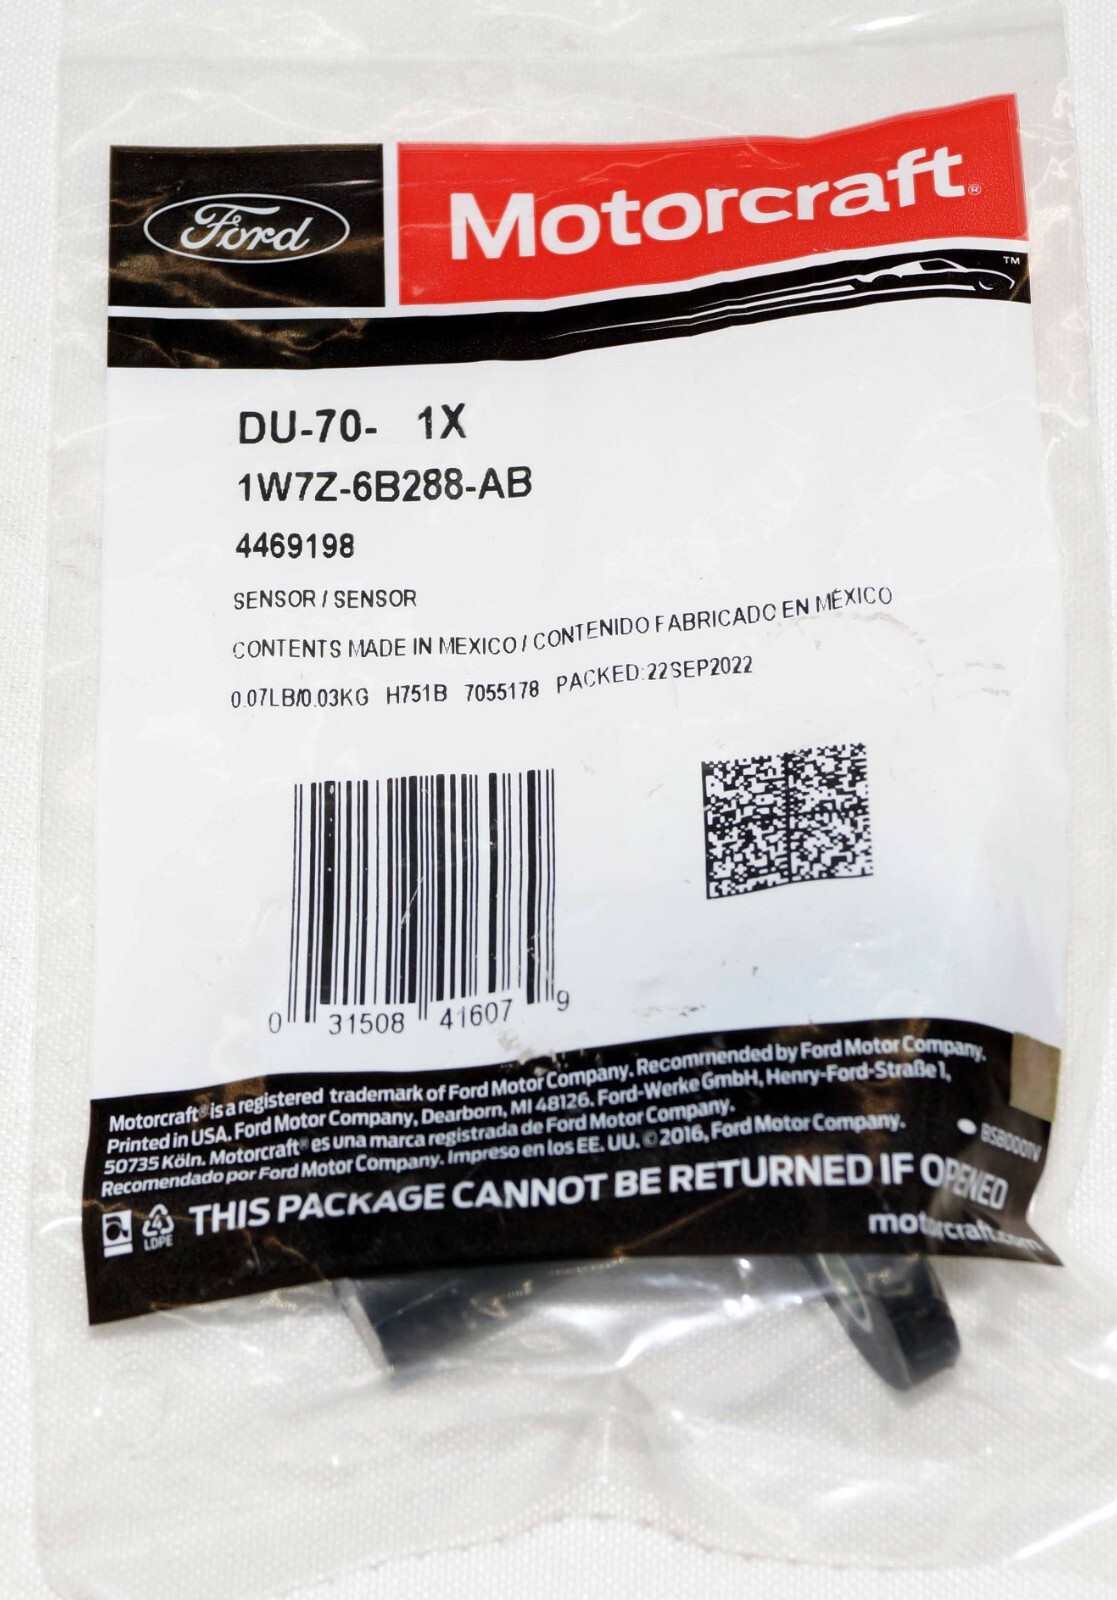 Ford
Motorcraft®
TM
DU-70- 1X
1W7Z-6B288-AB
4469198
SENSOR / SENSOR
CONTENTS MADE IN MEXICO / CONTENIDO FABRICADO EN MÉXICO
0.07LB/0.03KG H751B 7055178 PACKED:22SEP2022
0 31508 41607 9
Motorcraft® is a registered trademark of Ford Motor Company. Recommended by Ford Motor Company.
Printed in USA. Ford Motor Company, Dearborn, MI 48126. Ford-Werke GmbH, Henry-Ford-Straße 1,
50735 Köln. Motorcraft® es una marca registrada de Ford Motor Company.
Recomendado por Ford Motor Company. Impreso en los EE. UU. © 2016, Ford Motor Company.
BSB0001V
THIS PACKAGE CANNOT BE RETURNED IF OPENED
4
LDPE
motorcraft.com